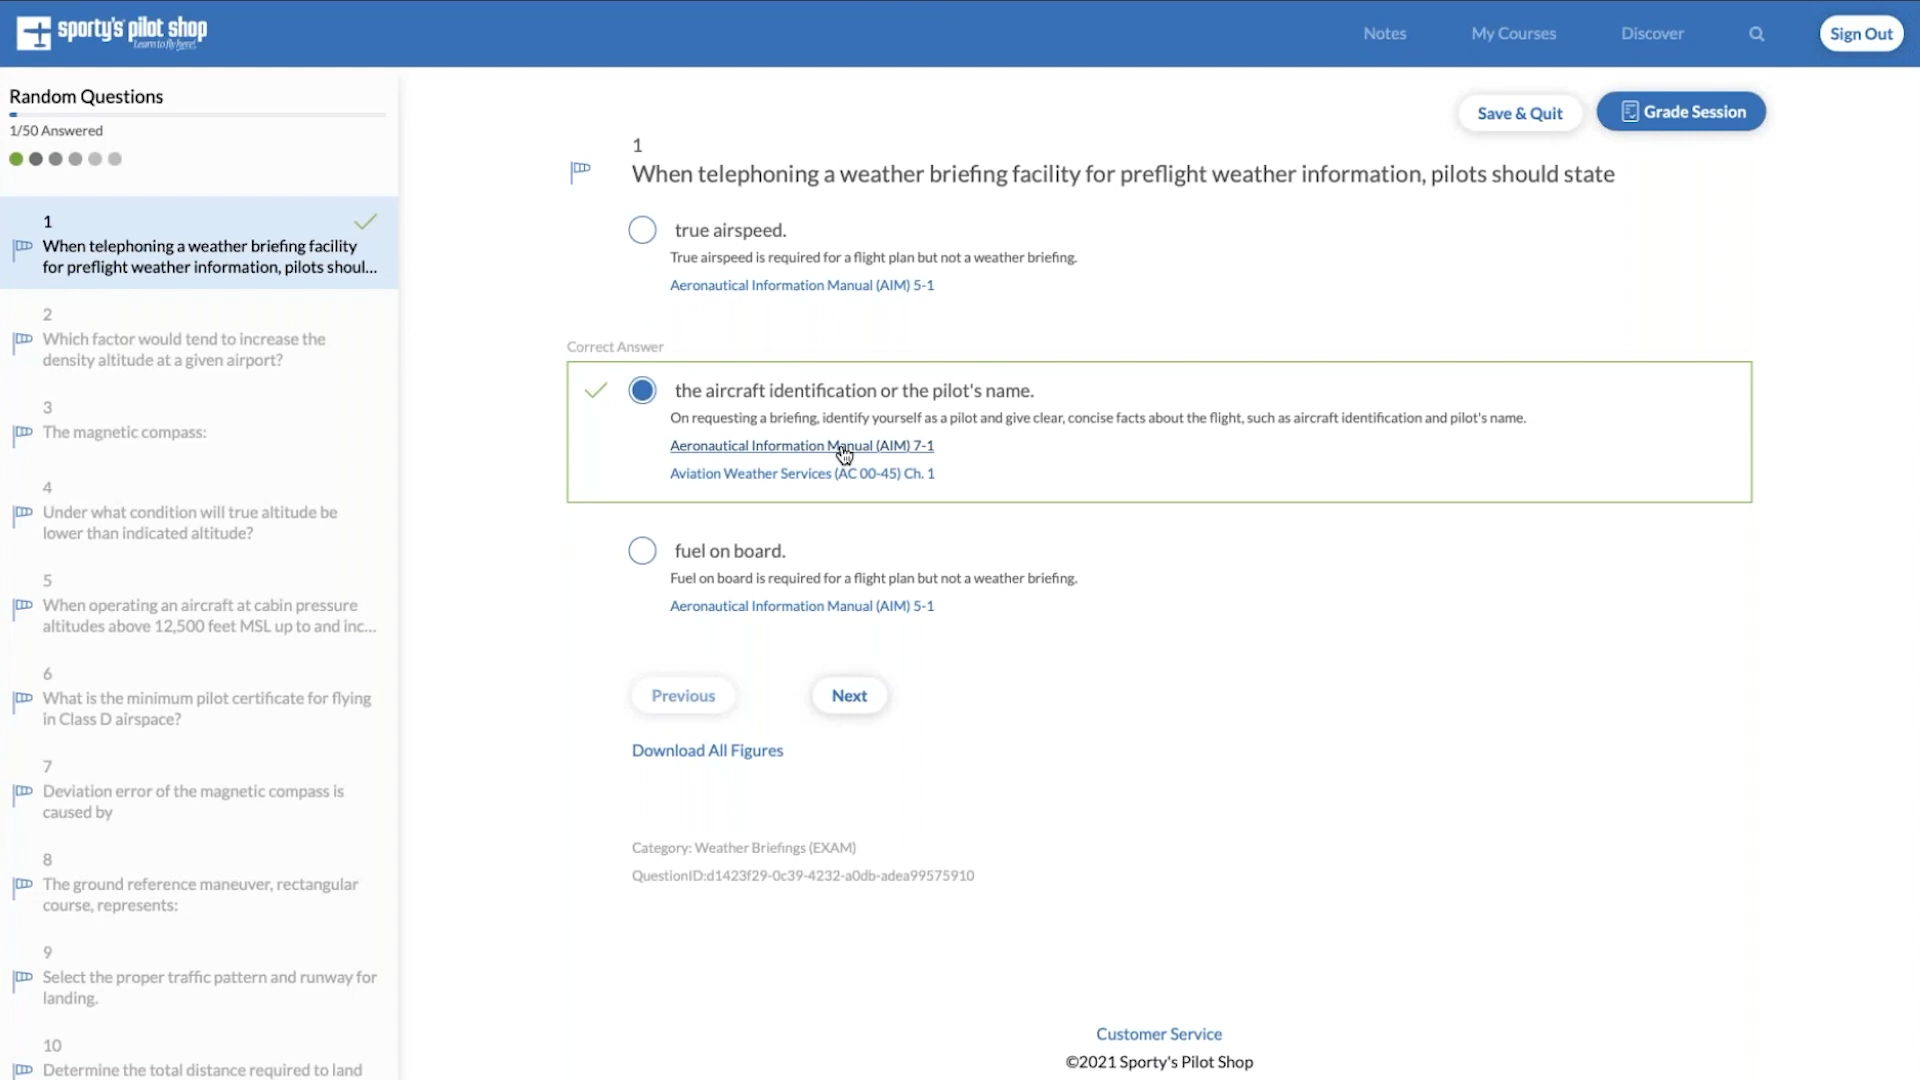 sporty's pilot shop
Learn to fly here!
Notes
My Courses
Discover
Sign Out
Random Questions
1/50 Answered
1
When telephoning a weather briefing facility
for preflight weather information, pilots shoul...
2
Which factor would tend to increase the
density altitude at a given airport?
3
The magnetic compass:
4
Under what condition will true altitude be
lower than indicated altitude?
5
When operating an aircraft at cabin pressure
altitudes above 12,500 feet MSL up to and inc...
6
What is the minimum pilot certificate for flying
in Class D airspace?
7
Deviation error of the magnetic compass is
caused by
8
The ground reference maneuver, rectangular
course, represents:
9
Select the proper traffic pattern and runway for
landing.
10
Determine the total distance required to land
Save & Quit
Grade Session
1
When telephoning a weather briefing facility for preflight weather information, pilots should state
true airspeed.
True airspeed is required for a flight plan but not a weather briefing.
Aeronautical Information Manual (AIM) 5-1
Correct Answer
the aircraft identification or the pilot's name.
On requesting a briefing, identify yourself as a pilot and give clear, concise facts about the flight, such as aircraft identification and pilot's name.
Aeronautical Information Manual (AIM) 7-1
Aviation Weather Services (AC 00-45) Ch. 1
fuel on board.
Fuel on board is required for a flight plan but not a weather briefing.
Aeronautical Information Manual (AIM) 5-1
Previous
Next
Download All Figures
Category: Weather Briefings (EXAM)
QuestionID:d1423f29-0c39-4232-a0db-adea99575910
Customer Service
©2021 Sporty's Pilot Shop